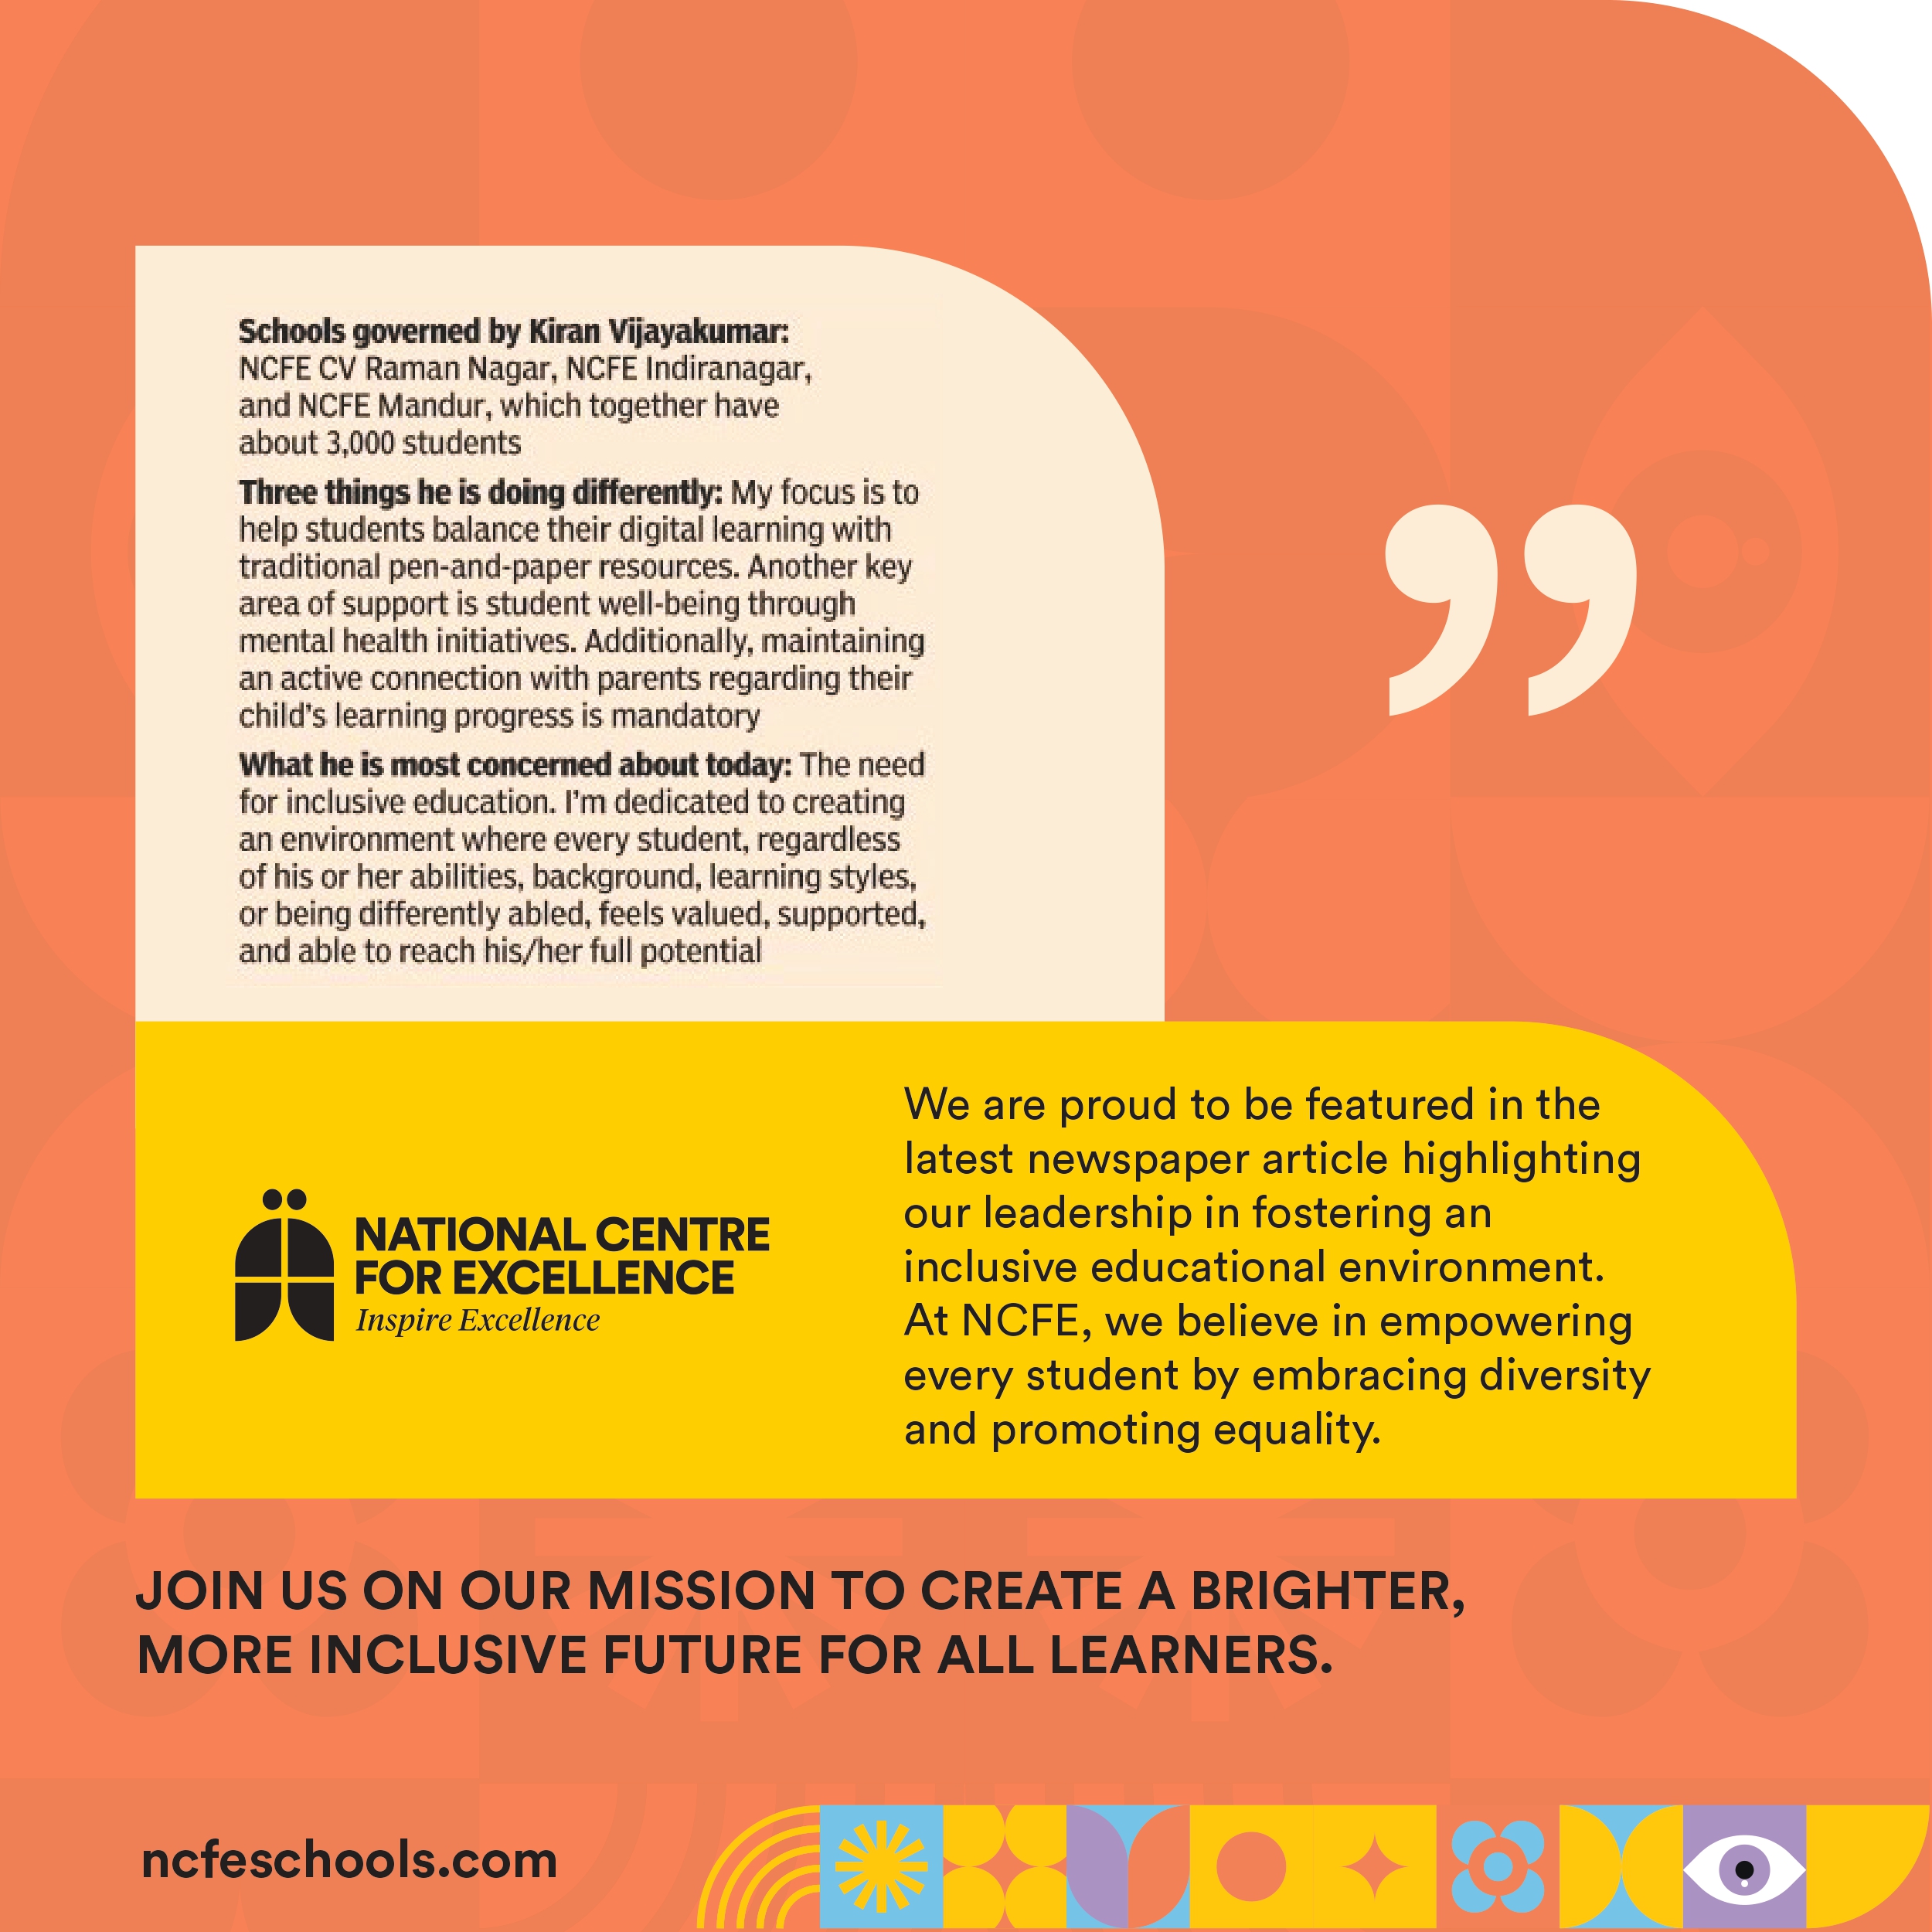 Schools governed by Kiran Vijayakumar:
NCFE CV Raman Nagar, NCFE Indiranagar,
and NCFE Mandur, which together have
about 3,000 students
Three things he is doing differently: My focus is to
help students balance their digital learning with
traditional pen-and-paper resources. Another key
area of support is student well-being through
mental health initiatives. Additionally, maintaining
an active connection with parents regarding their
child's learning progress is mandatory
What he is most concerned about today: The need
for inclusive education. I'm dedicated to creating
an environment where every student, regardless
of his or her abilities, background, learning styles,
or being differently abled, feels valued, supported,
and able to reach his/her full potential
”
NATIONAL CENTRE
FOR EXCELLENCE
Inspire Excellence
We are proud to be featured in the
latest newspaper article highlighting
our leadership in fostering an
inclusive educational environment.
At NCFE, we believe in empowering
every student by embracing diversity
and promoting equality.
JOIN US ON OUR MISSION TO CREATE A BRIGHTER,
MORE INCLUSIVE FUTURE FOR ALL LEARNERS.
ncfeschools.com